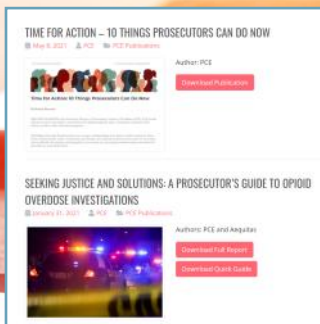 TIME FOR ACTION – 10 THINGS PROSECUTORS CAN DO NOW
May 9, 2021 PCE PCE Publications
Author: PCE
Download Publication
Time for Action: 10 Things Prosecutors Can Do Now
SEEKING JUSTICE AND SOLUTIONS: A PROSECUTOR'S GUIDE TO OPIOID
OVERDOSE INVESTIGATIONS
January 31, 2021 PCE PCE Publications
Authors: PCE and Aequitas
Download Full Report
Download Quick Guide